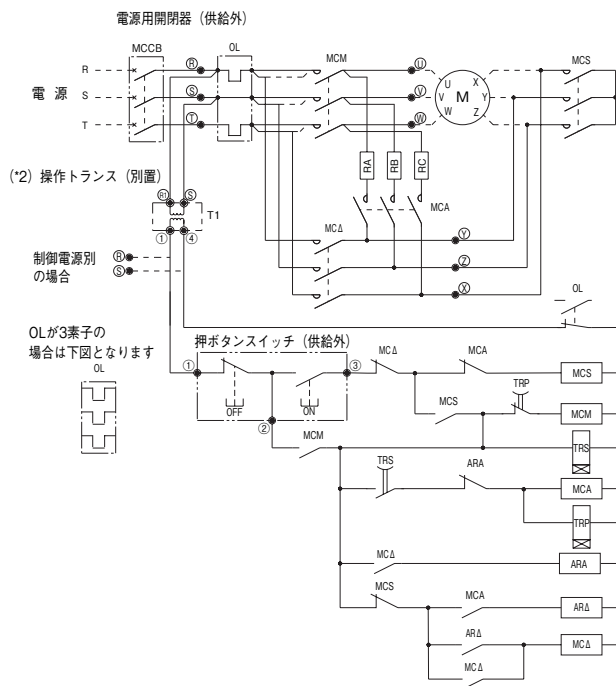 電源用開閉器（供給外）
MCCB
OL
MCM
MCS
R
Ⓡ
Ⓤ
U
X
電 源
S
Ⓢ
Ⓥ
V
M
Y
T
Ⓣ
Ⓦ
W
Z
RA
RB
RC
(*2) 操作トランス（別置）
R1
Ⓢ
T1
①
④
MCA
MCΔ
Ⓨ
Ⓩ
Ⓧ
制御電源別
の場合
Ⓡ
Ⓢ
OL
OLが3素子の
場合は下図となります
OL
押ボタンスイッチ（供給外）
①
OFF
ON
②
③
MCΔ
MCA
MCS
MCS
TRP
MCM
MCM
TRS
TRS
ARA
MCA
TRP
MCΔ
ARA
MCS
MCA
ARΔ
ARΔ
MCΔ
MCΔ